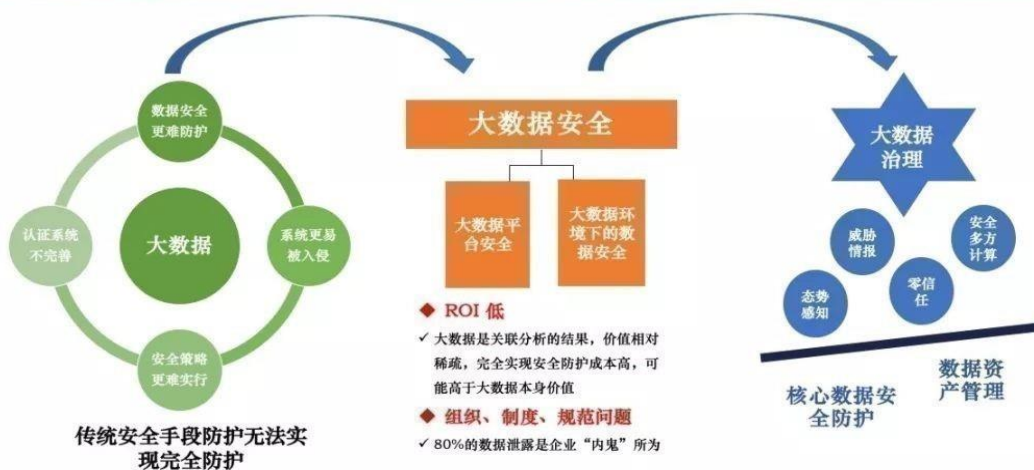 数据安全
更难防护
认证系统
不完善
大数据
系统更易
被入侵
安全策略
更难实行
传统安全手段防护无法实
现完全防护
大数据安全
大数据平
台安全
大数据环
境下的数
据安全
◆ ROI 低
✓ 大数据是关联分析的结果，价值相对
稀疏，完全实现安全防护成本高，可
能高于大数据本身价值
◆ 组织、制度、规范问题
✓ 80%的数据泄露是企业“内鬼”所为
大数据
治理
威胁
情报
安全
多方
计算
态势
感知
零信
任
核心数据安
全防护
数据资
产管理